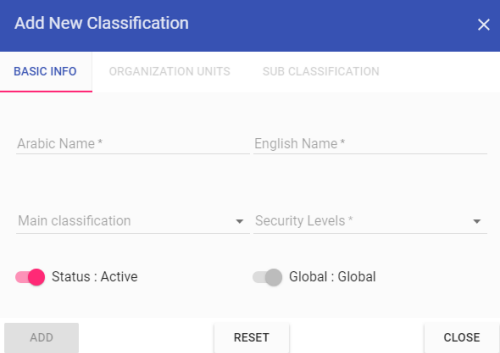 Add New Classification
BASIC INFO ORGANIZATION UNITS SUB CLASSIFICATION
Arabic Name * English Name *
Main classification Security Levels *
Status : Active Global : Global
ADD RESET CLOSE